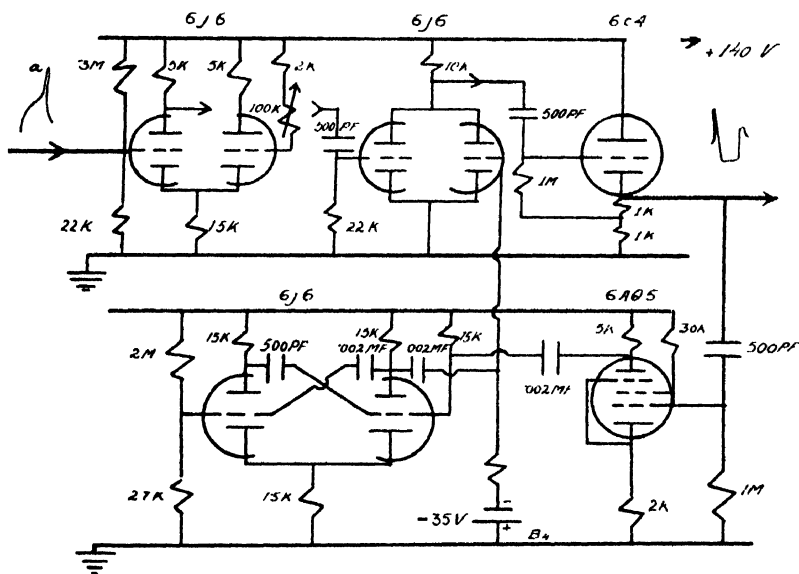 6J6 6J6 6C4
+140 V
a
3M 5K 5K 2K 10K
100K 500PF 500PF
1M
22K 15K 22K 1K
1K
6J6 6AQ5
15K 500PF .002MF 15K .002MF 15K 5K 30K
2M 500PF
.002MF
27K 15K 2K 1M
-35V - + B4